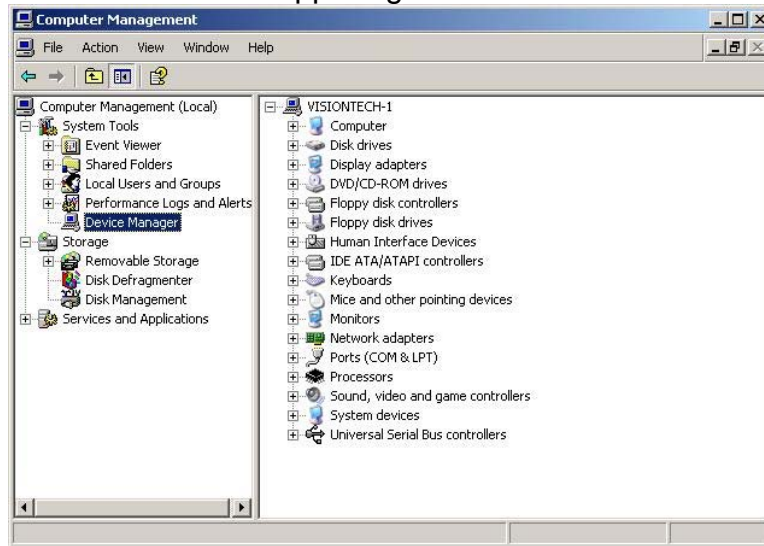 Computer Management
File Action View Window Help
Computer Management (Local)
System Tools
Event Viewer
Shared Folders
Local Users and Groups
Performance Logs and Alerts
Device Manager
Storage
Removable Storage
Disk Defragmenter
Disk Management
Services and Applications
VISIONTECH-1
Computer
Disk drives
Display adapters
DVD/CD-ROM drives
Floppy disk controllers
Floppy disk drives
Human Interface Devices
IDE ATA/ATAPI controllers
Keyboards
Mice and other pointing devices
Monitors
Network adapters
Ports (COM & LPT)
Processors
Sound, video and game controllers
System devices
Universal Serial Bus controllers